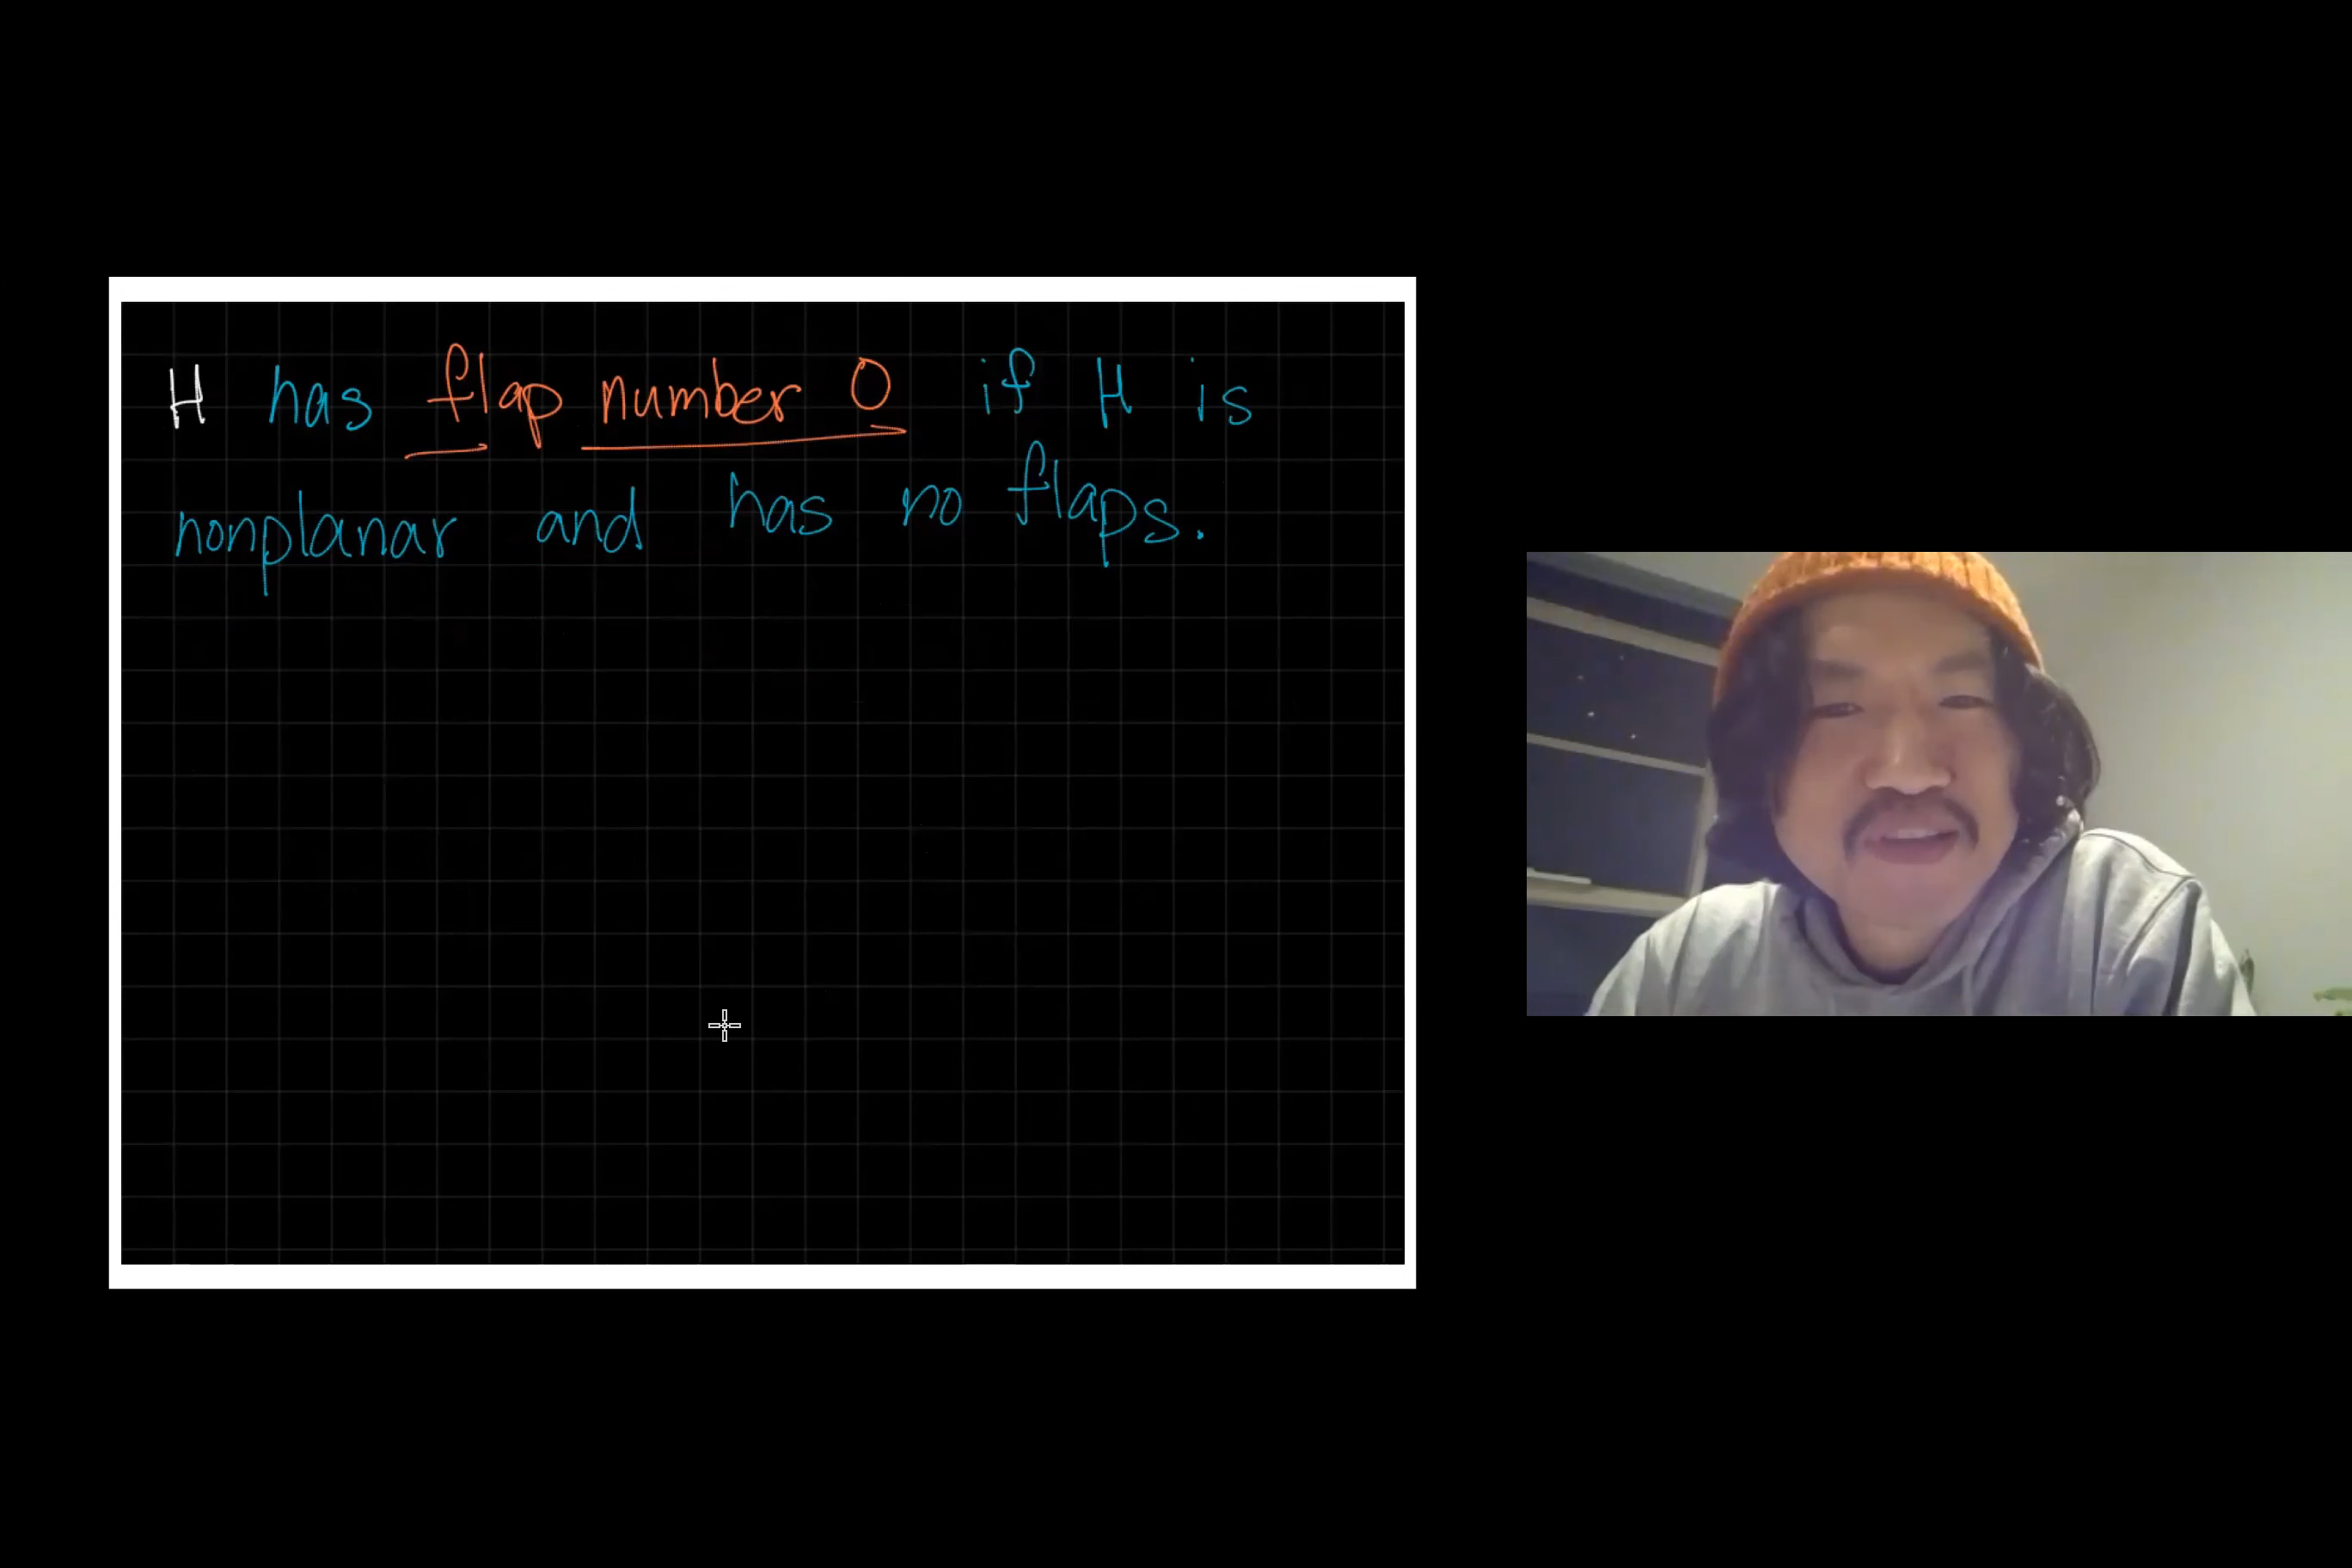 H has flap number 0 if H is
nonplanar and has no flaps.